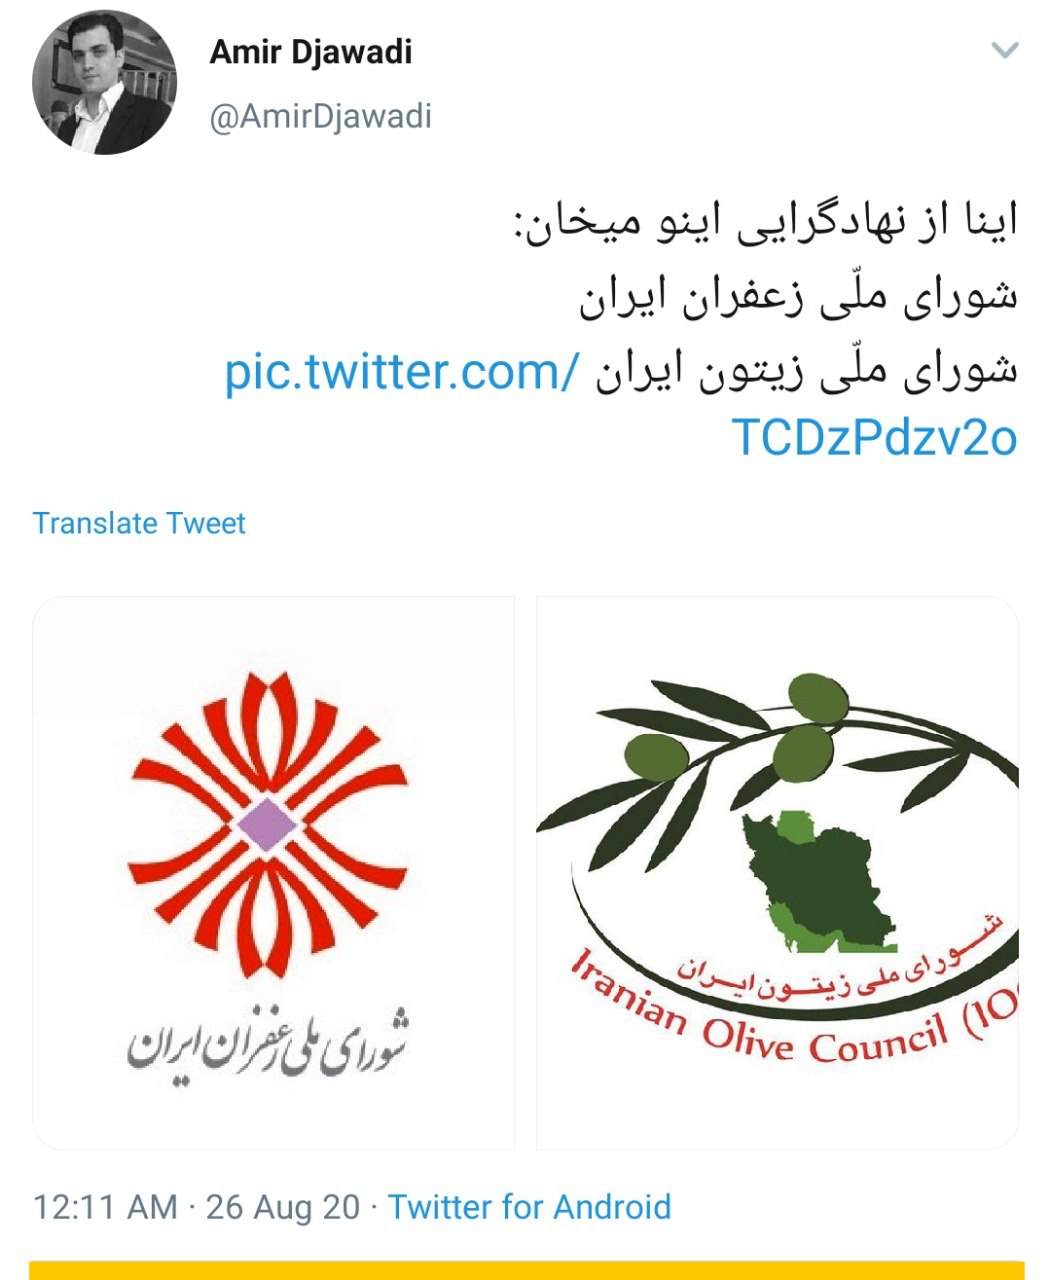 Amir Djawadi
@AmirDjawadi
اینا از نهادگرایی اینو میخان:
شورای ملّی زعفران ایران
شورای ملّی زیتون ایران pic.twitter.com/
TCDzPdzv2o
Translate Tweet
شورای ملی زعفران ایران
شورای ملی زیتون ایران
Iranian Olive Council (IO
12:11 AM · 26 Aug 20 · Twitter for Android